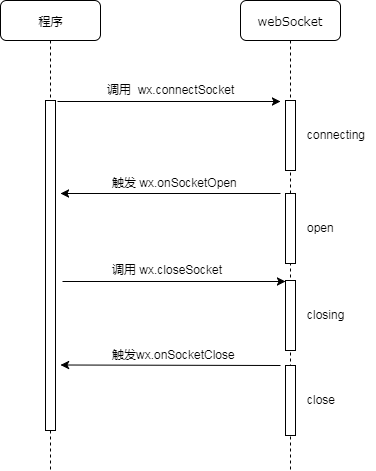 程序
webSocket
调用 wx.connectSocket
connecting
触发 wx.onSocketOpen
open
调用 wx.closeSocket
closing
触发wx.onSocketClose
close